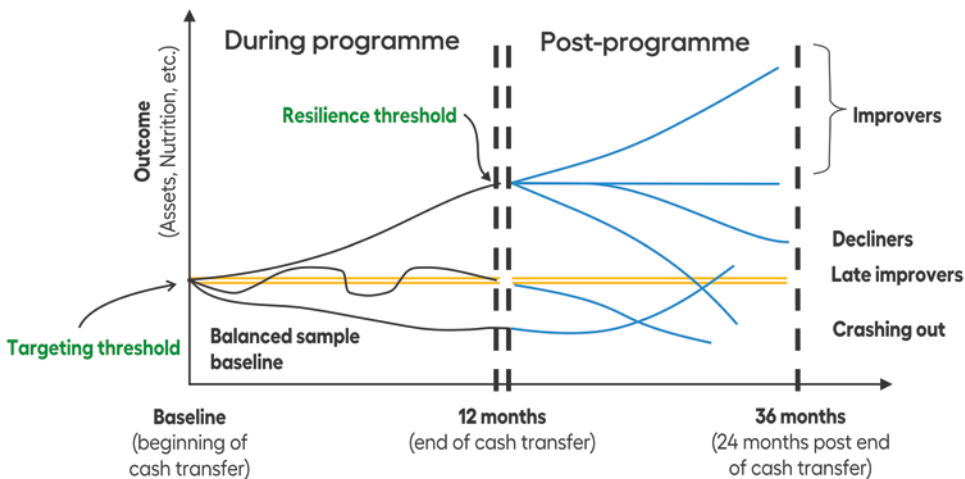 During programme
Post-programme
Outcome
(Assets, Nutrition, etc.)
Resilience threshold
Improvers
Decliners
Late improvers
Crashing out
Targeting threshold
Balanced sample
baseline
Baseline
(beginning of
cash transfer)
12 months
(end of cash transfer)
36 months
(24 months post end
of cash transfer)